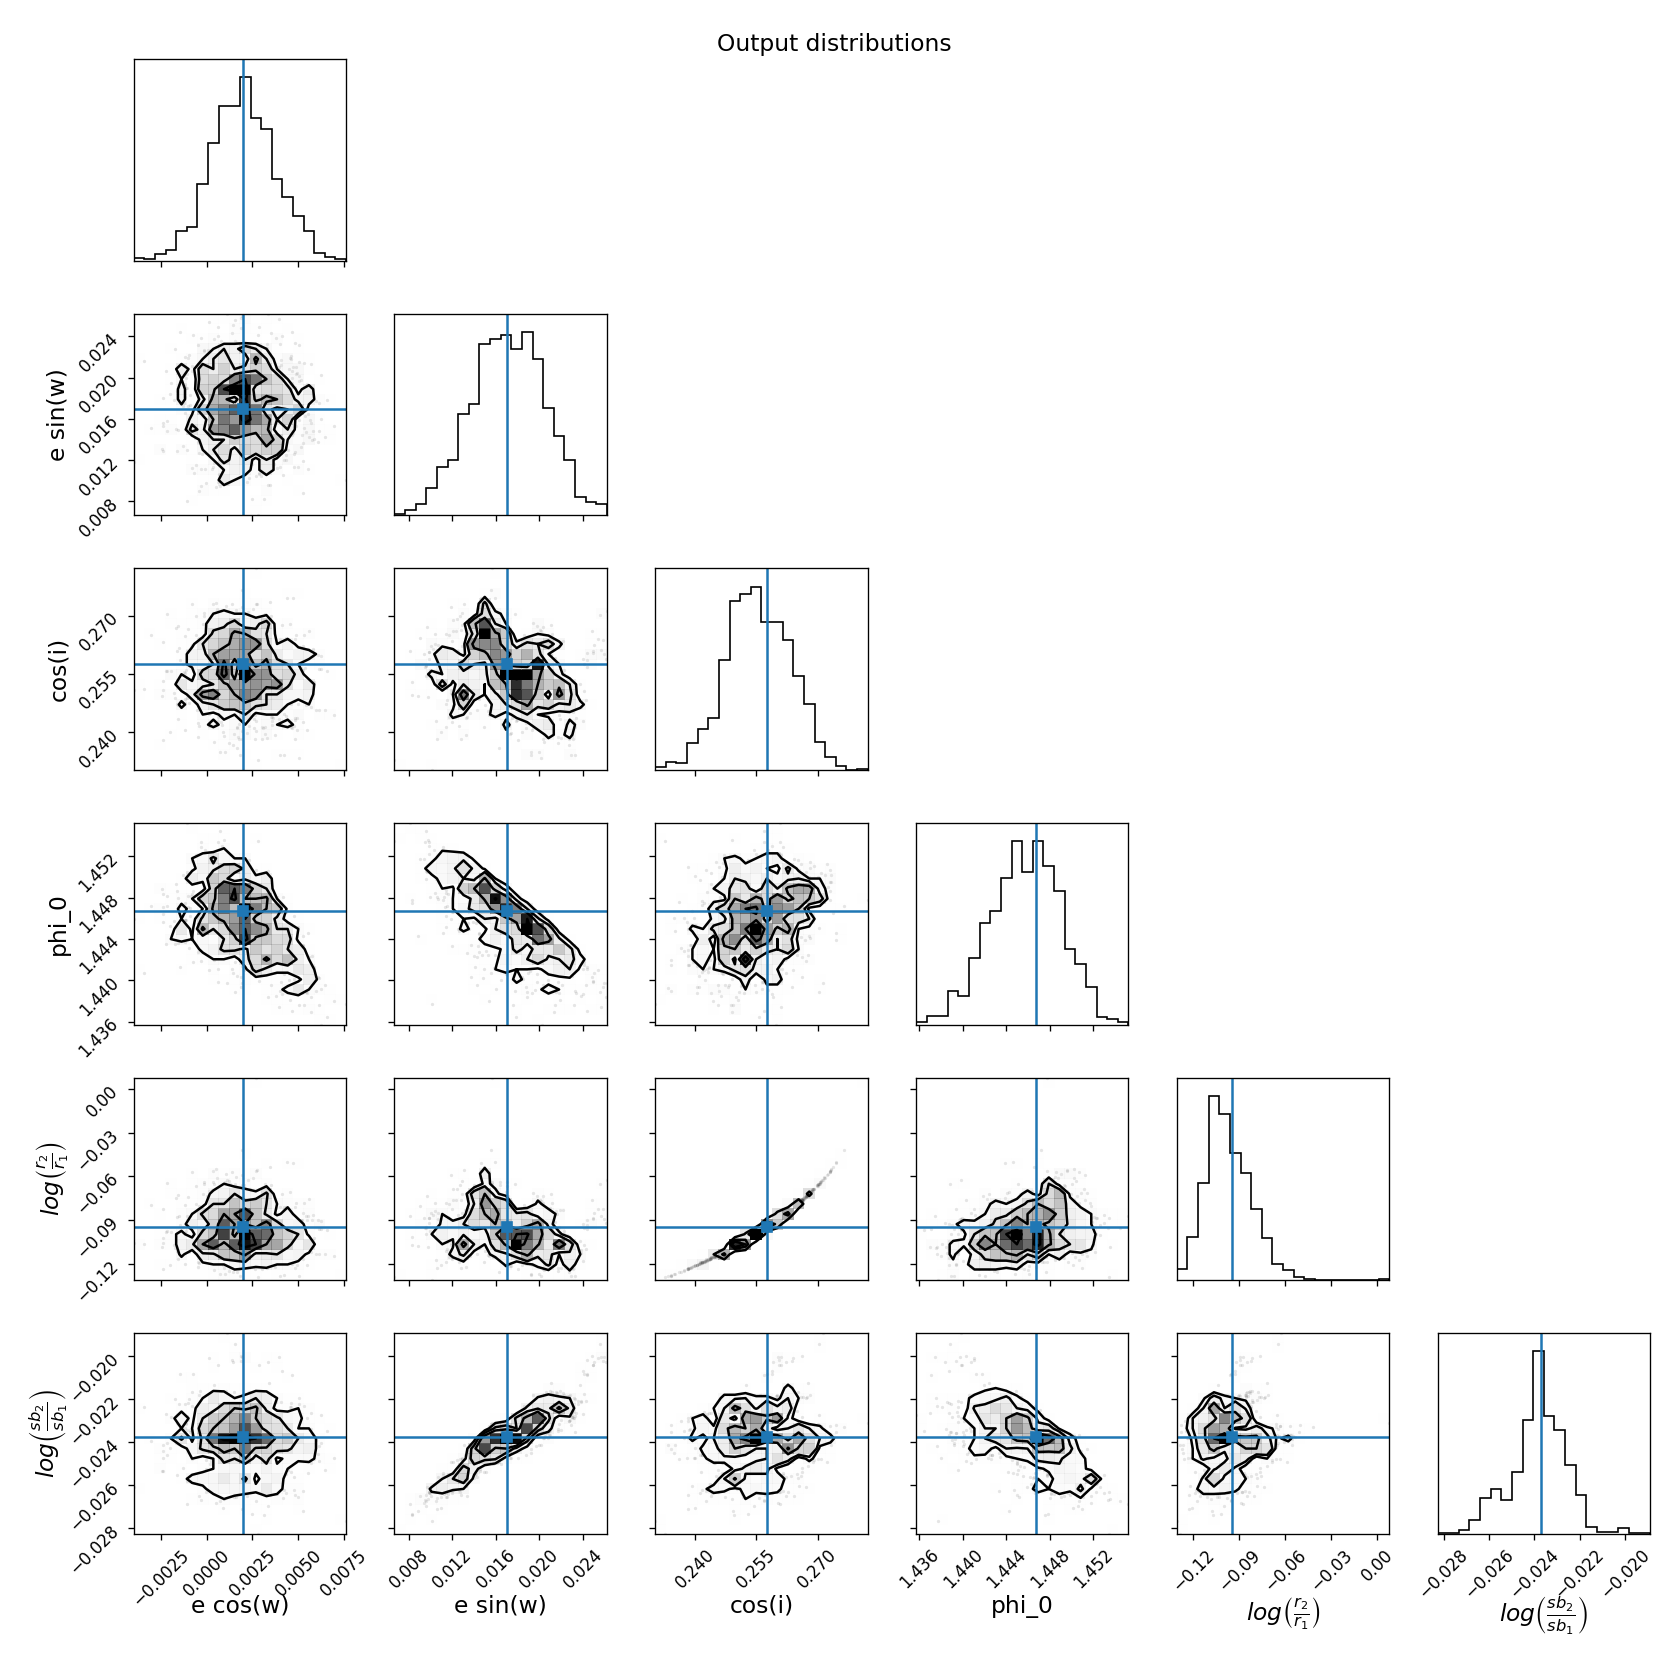 Output distributions
e sin(w)
0.024
0.020
0.016
0.012
0.008
cos(i)
0.270
0.255
0.240
phi_0
1.452
1.448
1.444
1.440
1.436
log(r2/r1)
0.00
−0.03
−0.06
−0.09
−0.12
log(sb2/sb1)
−0.020
−0.022
−0.024
−0.026
−0.028
−0.0025 0.0000 0.0025 0.0050 0.0075 0.008 0.012 0.016 0.020 0.024 0.240 0.255 0.270 1.436 1.440 1.444 1.448 1.452 −0.12 −0.09 −0.06 −0.03 0.00 −0.028 −0.026 −0.024 −0.022 −0.020
e cos(w) e sin(w) cos(i) phi_0 log(r2/r1) log(sb2/sb1)